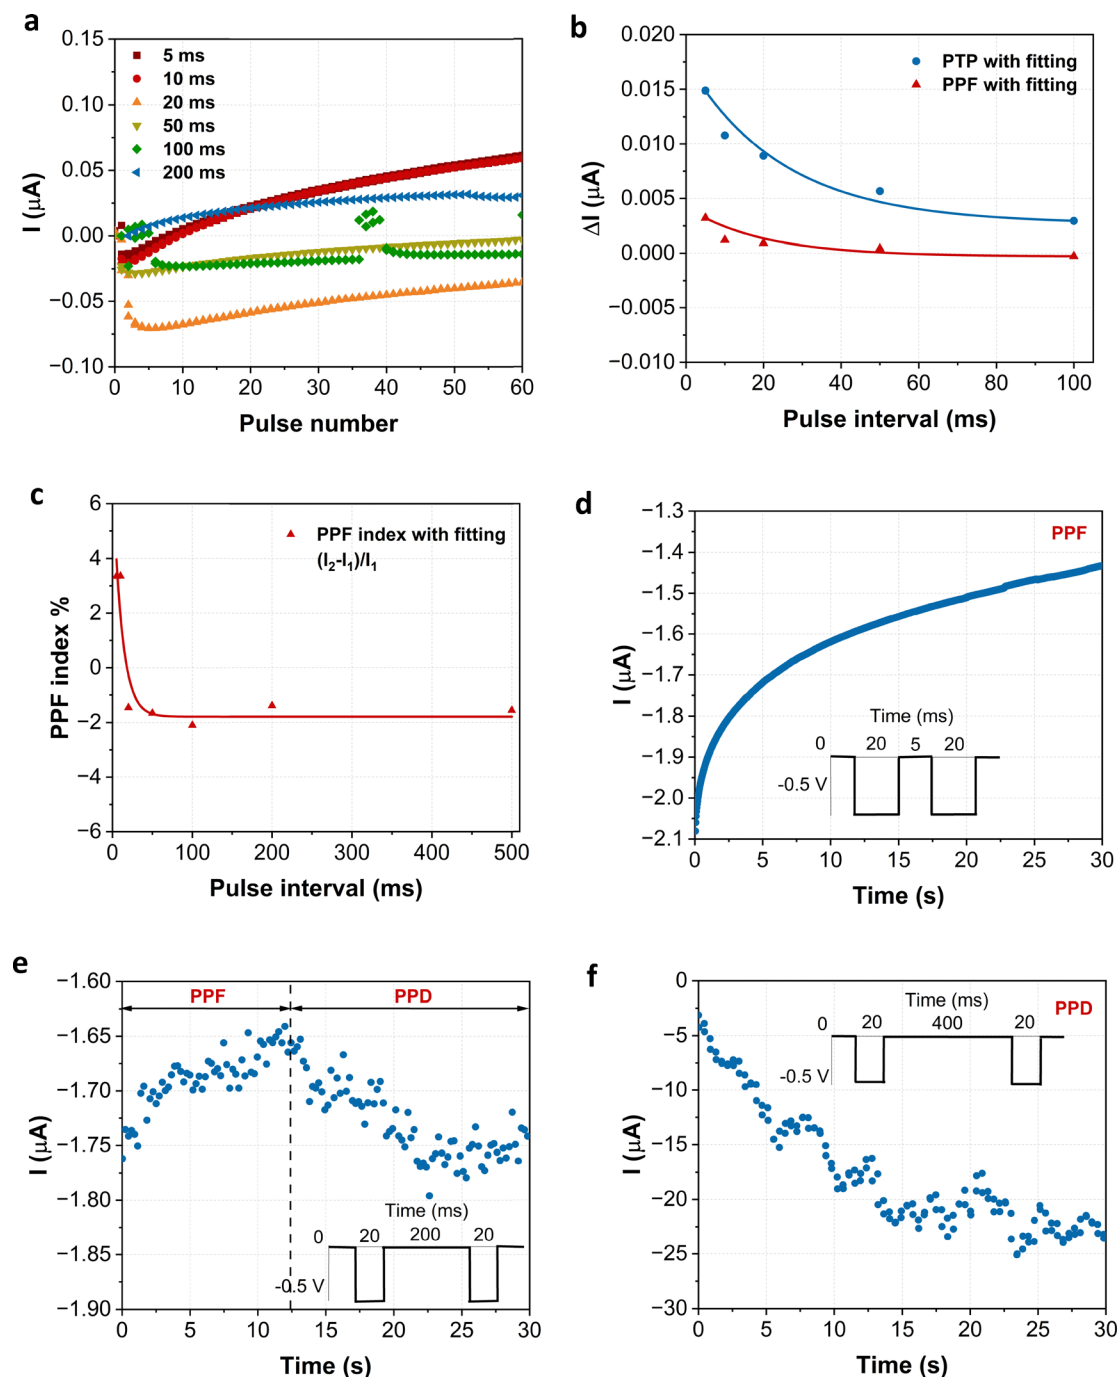 a
0.15
0.10
0.05
0.00
−0.05
−0.10
I (μA)
5 ms
10 ms
20 ms
50 ms
100 ms
200 ms
0 10 20 30 40 50 60
Pulse number
b
0.020
0.015
0.010
0.005
0.000
−0.005
−0.010
ΔI (μA)
PTP with fitting
PPF with fitting
0 20 40 60 80 100
Pulse interval (ms)
c
6
4
2
0
−2
−4
−6
PPF index %
PPF index with fitting
(I₂-I₁)/I₁
0 100 200 300 400 500
Pulse interval (ms)
d
−1.3
−1.4
−1.5
−1.6
−1.7
−1.8
−1.9
−2.0
−2.1
I (μA)
PPF
Time (ms)
0 20 5 20
-0.5 V
0 5 10 15 20 25 30
Time (s)
e
−1.60
−1.65
−1.70
−1.75
−1.80
−1.85
−1.90
I (μA)
PPF PPD
Time (ms)
0 20 200 20
-0.5 V
0 5 10 15 20 25 30
Time (s)
f
0
−5
−10
−15
−20
−25
−30
I (μA)
Time (ms)
PPD
0 20 400 20
-0.5 V
0 5 10 15 20 25 30
Time (s)